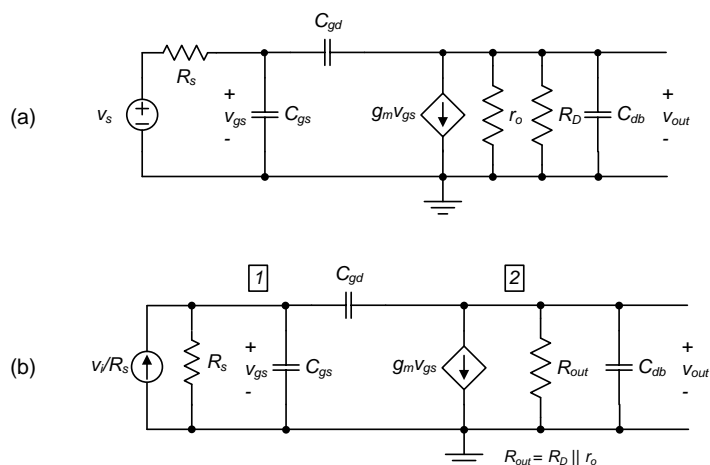 C_gd
R_s
(a)
v_s
+
v_gs
-
C_gs
g_m v_gs
r_o
R_D
C_db
+
v_out
-
1
C_gd
2
(b)
v_i/R_s
R_s
+
v_gs
-
C_gs
g_m v_gs
R_out
C_db
+
v_out
-
R_out = R_D || r_o